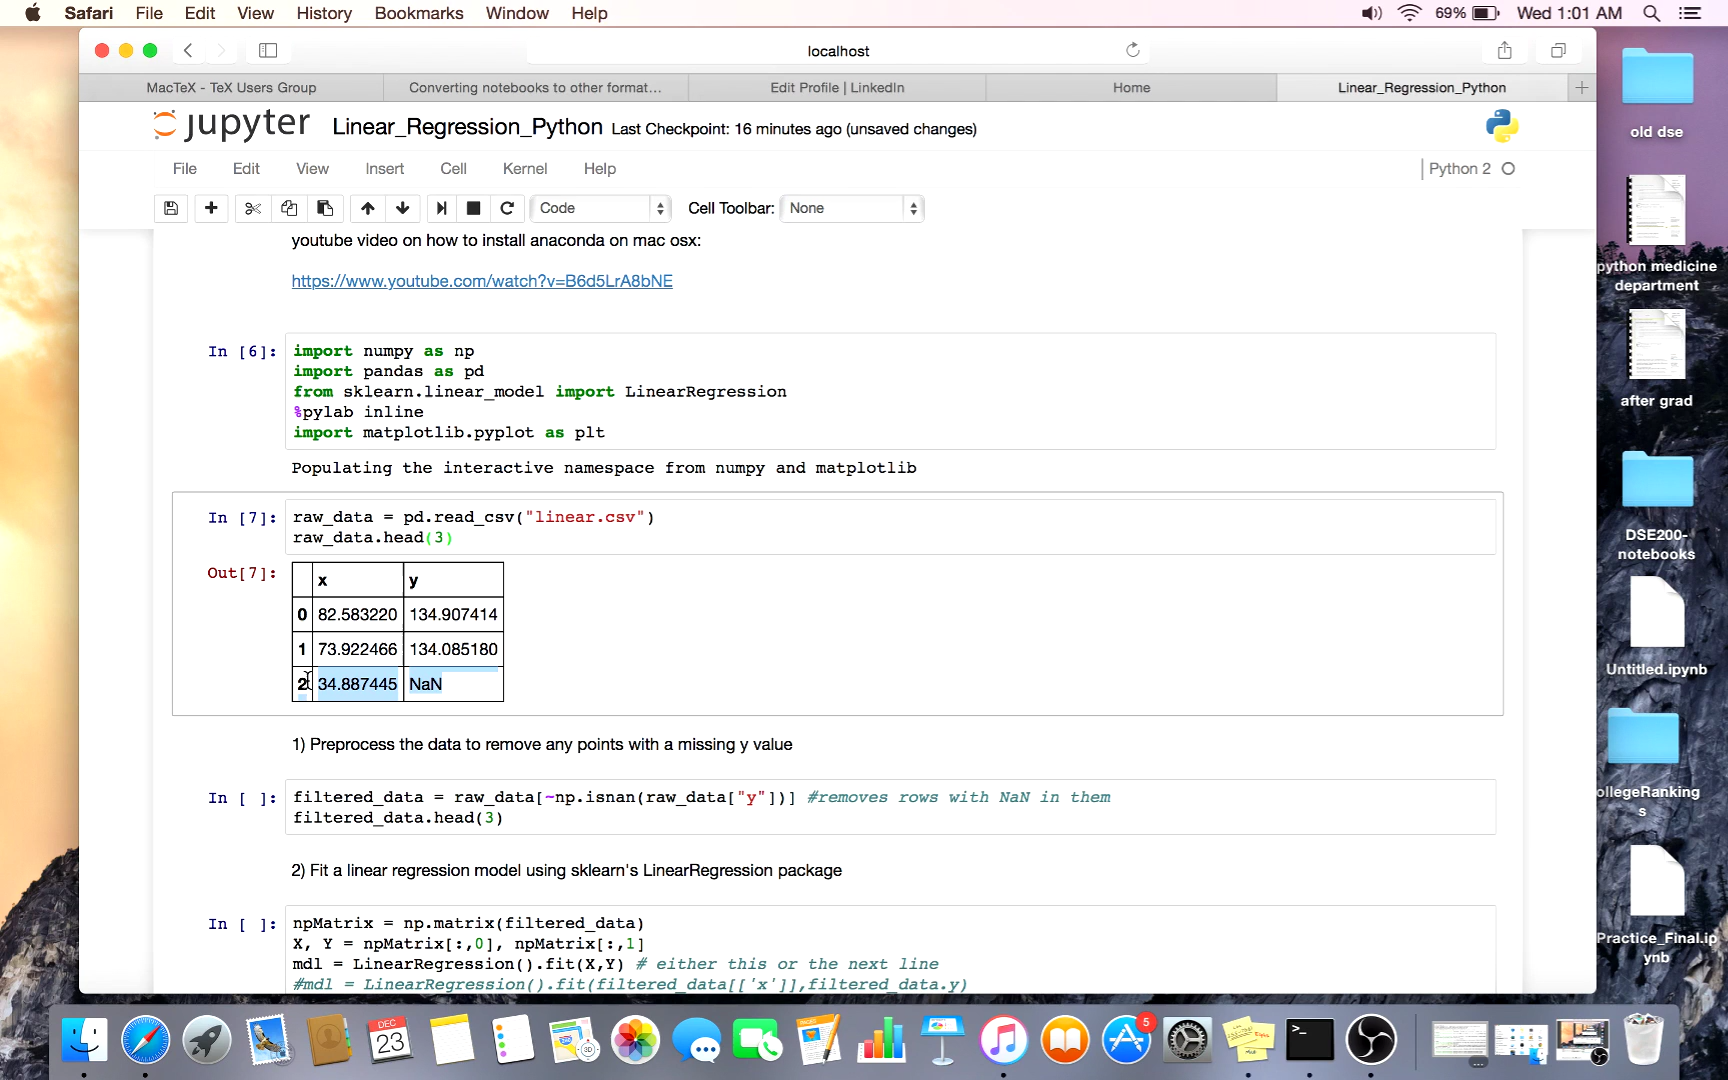 Safari File Edit View History Bookmarks Window Help 69% Wed 1:01 AM
localhost
MacTeX - TeX Users Group
Converting notebooks to other format...
Edit Profile | LinkedIn
Home
Linear_Regression_Python
jupyter Linear_Regression_Python Last Checkpoint: 16 minutes ago (unsaved changes)
File Edit View Insert Cell Kernel Help Python 2
Code Cell Toolbar: None
youtube video on how to install anaconda on mac osx:
https://www.youtube.com/watch?v=B6d5LrA8bNE
In [6]: import numpy as np
import pandas as pd
from sklearn.linear_model import LinearRegression
%pylab inline
import matplotlib.pyplot as plt
Populating the interactive namespace from numpy and matplotlib
In [7]: raw_data = pd.read_csv("linear.csv")
raw_data.head(3)
Out[7]:
x y
0 82.583220 134.907414
1 73.922466 134.085180
2 34.887445 NaN
1) Preprocess the data to remove any points with a missing y value
In [ ]: filtered_data = raw_data[~np.isnan(raw_data["y"])] #removes rows with NaN in them
filtered_data.head(3)
2) Fit a linear regression model using sklearn's LinearRegression package
In [ ]: npMatrix = np.matrix(filtered_data)
X, Y = npMatrix[:,0], npMatrix[:,1]
mdl = LinearRegression().fit(X,Y) # either this or the next line
#mdl = LinearRegression().fit(filtered_data[['x']],filtered_data.y)
old dse
python medicine
department
after grad
DSE200-
notebooks
Untitled.ipynb
ollegeRanking
s
Practice_Final.ip
ynb
DEC
23
3D
5
>_